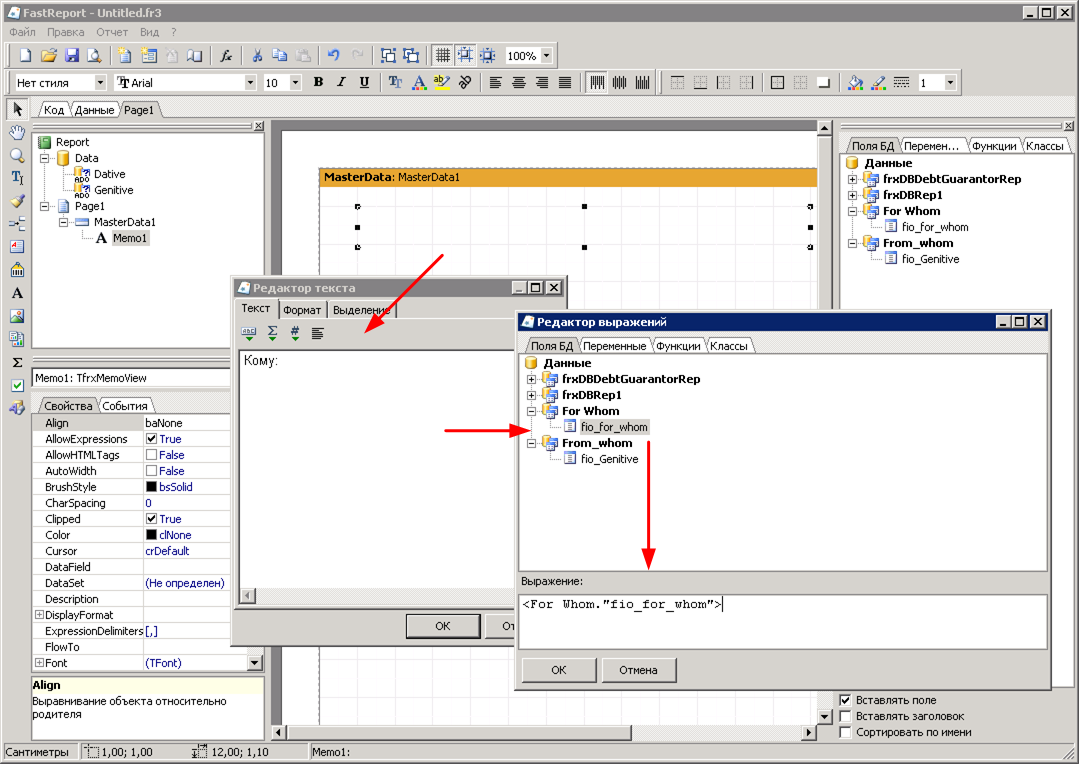 FastReport - Untitled.fr3
Файл Правка Отчет Вид ?
100%
Нет стиля Arial 10 B I U 1
Код Данные Page1
Report
Data
Dative
Genitive
Page1
MasterData1
A Memo1
MasterData: MasterData1
Поля БД Перемен... Функции Классы
Данные
frxDBDebtGuarantorRep
frxDBRep1
For Whom
fio_for_whom
From_whom
fio_Genitive
Memo1: TfrxMemoView
Свойства События
Align baNone
AllowExpressions True
AllowHTMLTags False
AutoWidth False
BrushStyle bsSolid
CharSpacing 0
Clipped True
Color clNone
Cursor crDefault
DataField
DataSet (Не определен)
Description
DisplayFormat
ExpressionDelimiters [,]
FlowTo
Font (TFont)
Align
Выравнивание объекта относительно
родителя
Редактор текста
Текст Формат Выделение
Кому:
OK От
Редактор выражений
Поля БД Переменные Функции Классы
Данные
frxDBDebtGuarantorRep
frxDBRep1
For Whom
fio_for_whom
From_whom
fio_Genitive
Выражение:
<For Whom."fio_for_whom">
OK Отмена
Вставлять поле
Вставлять заголовок
Сортировать по имени
Сантиметры 1,00; 1,00 12,00; 1,10 Memo1: